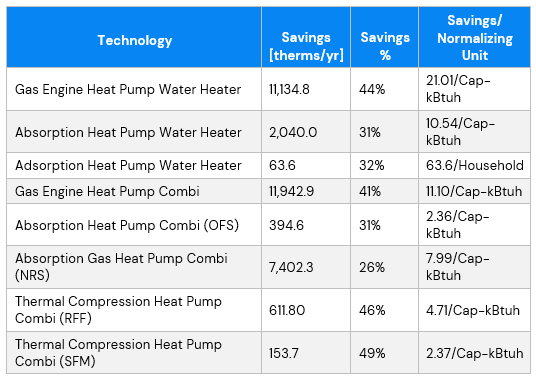 Technology
Savings
[therms/yr]
Savings
%
Savings/
Normalizing
Unit
Gas Engine Heat Pump Water Heater
11,134.8
44%
21.01/Cap-
kBtuh
Absorption Heat Pump Water Heater
2,040.0
31%
10.54/Cap-
kBtuh
Adsorption Heat Pump Water Heater
63.6
32%
63.6/Household
Gas Engine Heat Pump Combi
11,942.9
41%
11.10/Cap-kBtuh
Absorption Heat Pump Combi (OFS)
394.6
31%
2.36/Cap-
kBtuh
Absorption Gas Heat Pump Combi
(NRS)
7,402.3
26%
7.99/Cap-
kBtuh
Thermal Compression Heat Pump
Combi (RFF)
611.80
46%
4.71/Cap-kBtuh
Thermal Compression Heat Pump
Combi (SFM)
153.7
49%
2.37/Cap-kBtuh